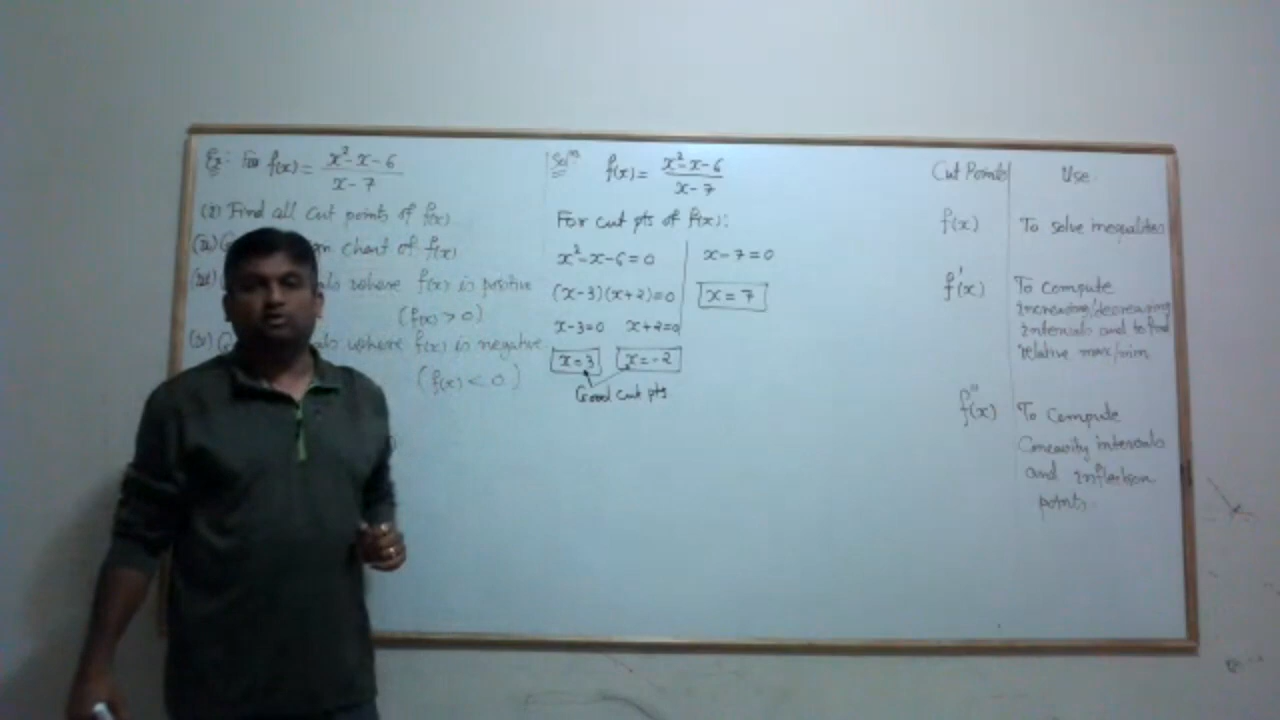 Ex: For f(x) = (x² - x - 6)/(x - 7)
(i) Find all cut points of f(x)
chart of f(x)
where f(x) is positive
(f(x) > 0)
where f(x) is negative
(f(x) < 0)
Solⁿ f(x) = (x² - x - 6)/(x - 7)
For cut pts of f(x):
x² - x - 6 = 0
(x - 3)(x + 2) = 0
x - 3 = 0 x + 2 = 0
x = 3 x = -2
Good cut pts
x - 7 = 0
x = 7
Cut Points Use
f(x) To solve inequalities
f'(x) To compute
increasing/decreasing
intervals and to find
relative max/min
f''(x) To compute
Concavity intervals
and inflection
points.